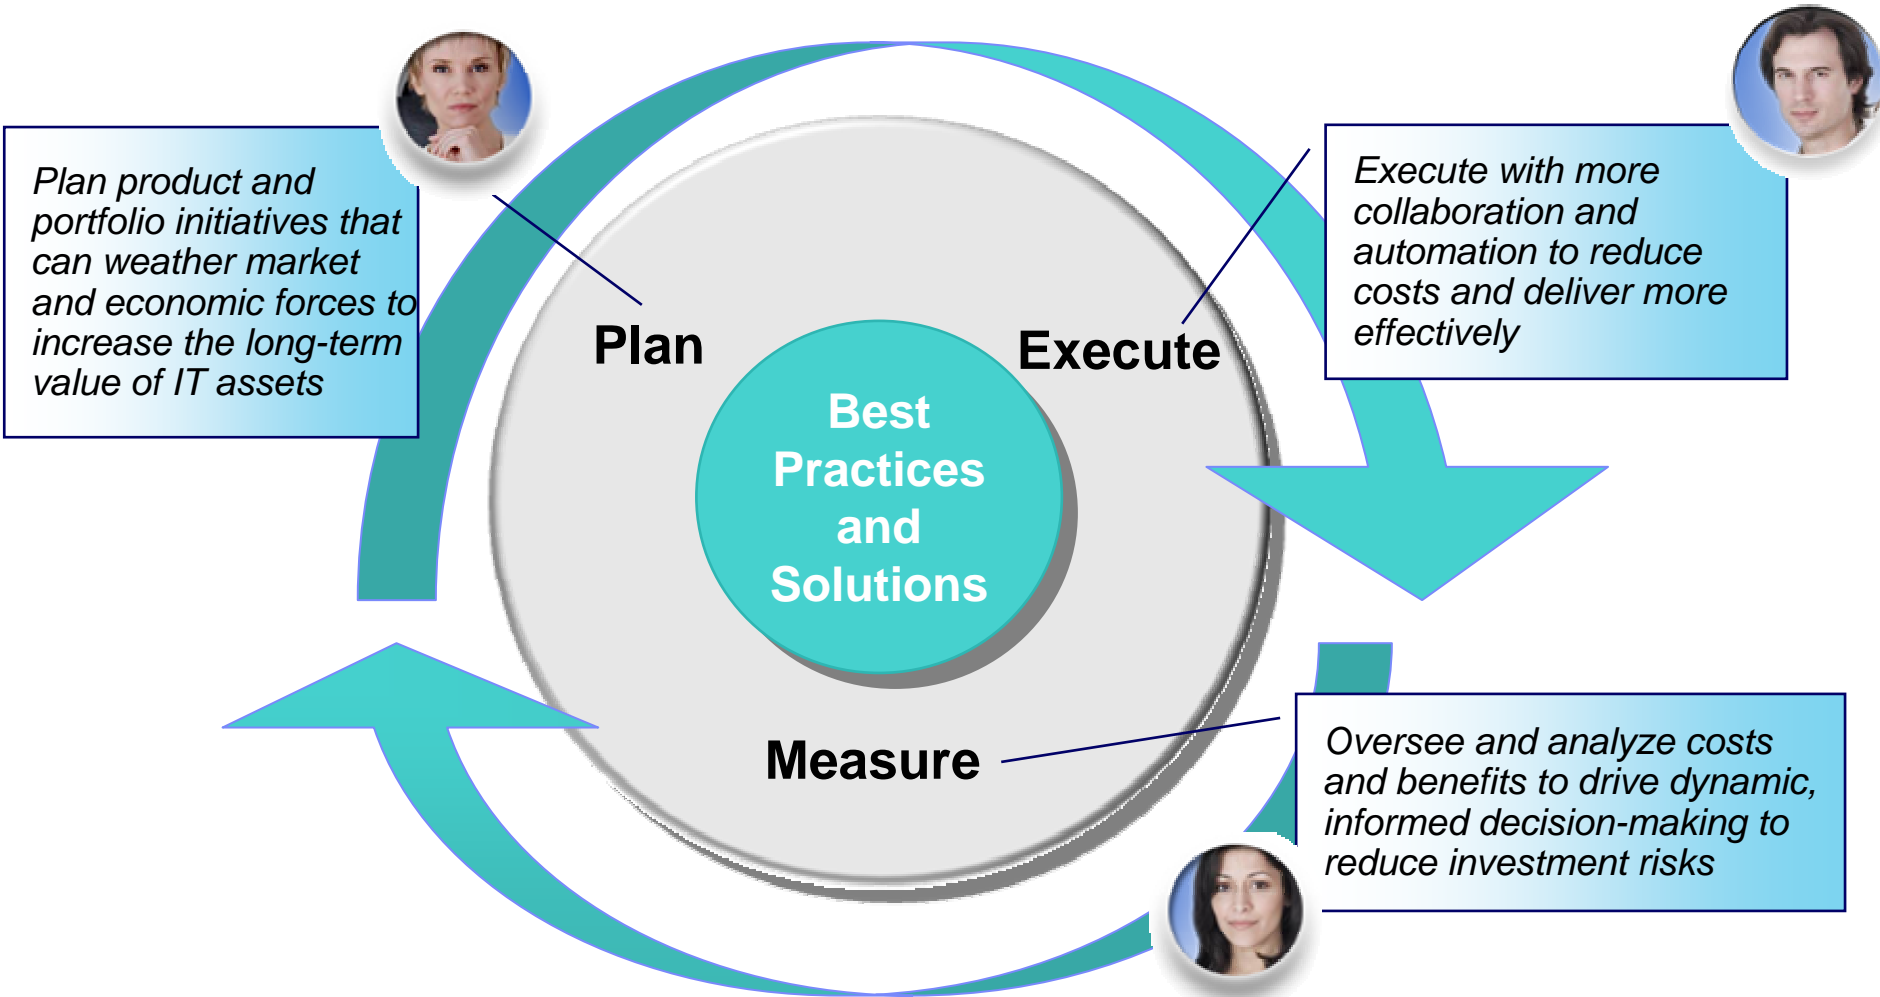 Plan product and
portfolio initiatives that
can weather market
and economic forces to
increase the long-term
value of IT assets
Execute with more
collaboration and
automation to reduce
costs and deliver more
effectively
Plan
Execute
Best
Practices
and
Solutions
Measure
Oversee and analyze costs
and benefits to drive dynamic,
informed decision-making to
reduce investment risks